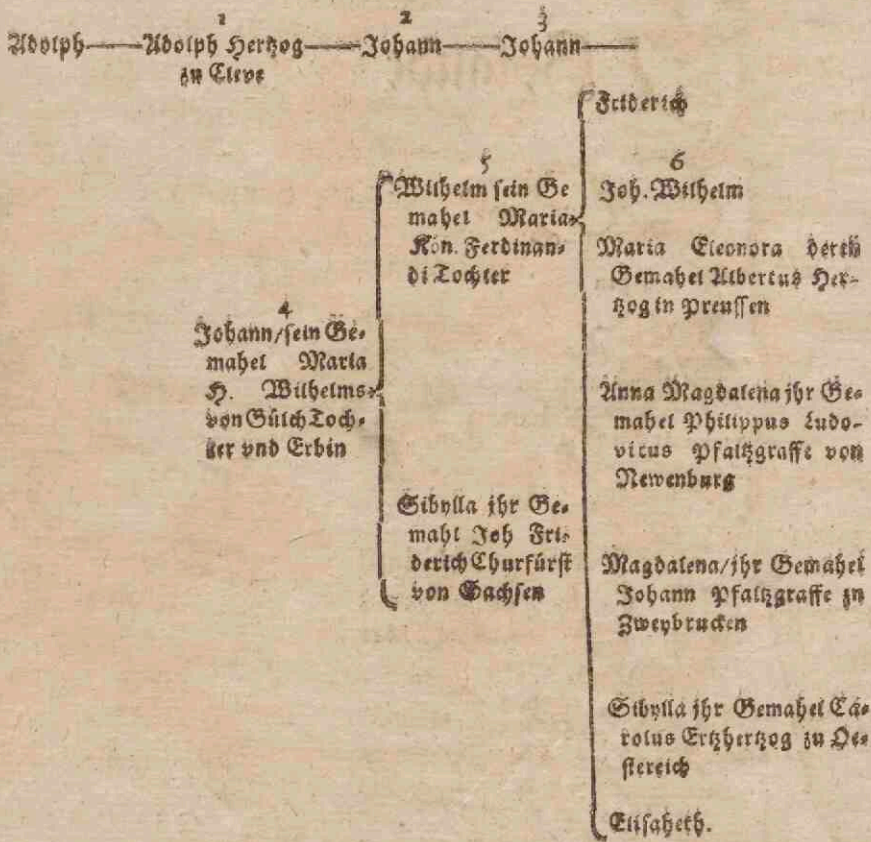 1 2 3
Adolph Adolph Hertzog Johann Johann
zu Cleve
Friderich
5
Wilhelm sein Ge
mahel Maria
Kön. Ferdinan⸗
di Tochter
6
Joh. Wilhelm
Maria Eleonora deren
Gemahel Albertus Her⸗
tzog in Preussen
4
Johann/sein Ge⸗
mahel Maria
H. Wilhelms
von Gülch Toch⸗
ter vnd Erbin
Anna Magdalena jhr Ge⸗
mahel Philippus Ludo⸗
vicus Pfaltzgraffe von
Newenburg
Sibylla jhr Ge⸗
mahl Joh Fri⸗
derich Churfürst
von Sachsen
Magdalena/jhr Gemahel
Johann Pfaltzgraffe zu
Zweybrucken
Sibylla jhr Gemahel Ca⸗
rolus Ertzhertzog zu Oe⸗
stereich
Elisabeth.